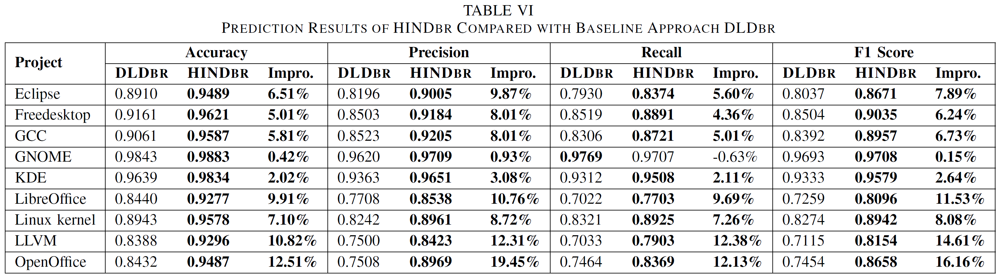 TABLE VI
PREDICTION RESULTS OF HINDBR COMPARED WITH BASELINE APPROACH DLDBR
Project Accuracy Precision Recall F1 Score
DLDBR HINDBR Impro. DLDBR HINDBR Impro. DLDBR HINDBR Impro. DLDBR HINDBR Impro.
Eclipse 0.8910 0.9489 6.51% 0.8196 0.9005 9.87% 0.7930 0.8374 5.60% 0.8037 0.8671 7.89%
Freedesktop 0.9161 0.9621 5.01% 0.8503 0.9184 8.01% 0.8519 0.8891 4.36% 0.8504 0.9035 6.24%
GCC 0.9061 0.9587 5.81% 0.8523 0.9205 8.01% 0.8306 0.8721 5.01% 0.8392 0.8957 6.73%
GNOME 0.9843 0.9883 0.42% 0.9620 0.9709 0.93% 0.9769 0.9707 -0.63% 0.9693 0.9708 0.15%
KDE 0.9639 0.9834 2.02% 0.9363 0.9651 3.08% 0.9312 0.9508 2.11% 0.9333 0.9579 2.64%
LibreOffice 0.8440 0.9277 9.91% 0.7708 0.8538 10.76% 0.7022 0.7703 9.69% 0.7259 0.8096 11.53%
Linux kernel 0.8943 0.9578 7.10% 0.8242 0.8961 8.72% 0.8321 0.8925 7.26% 0.8274 0.8942 8.08%
LLVM 0.8388 0.9296 10.82% 0.7500 0.8423 12.31% 0.7033 0.7903 12.38% 0.7115 0.8154 14.61%
OpenOffice 0.8432 0.9487 12.51% 0.7508 0.8969 19.45% 0.7464 0.8369 12.13% 0.7454 0.8658 16.16%